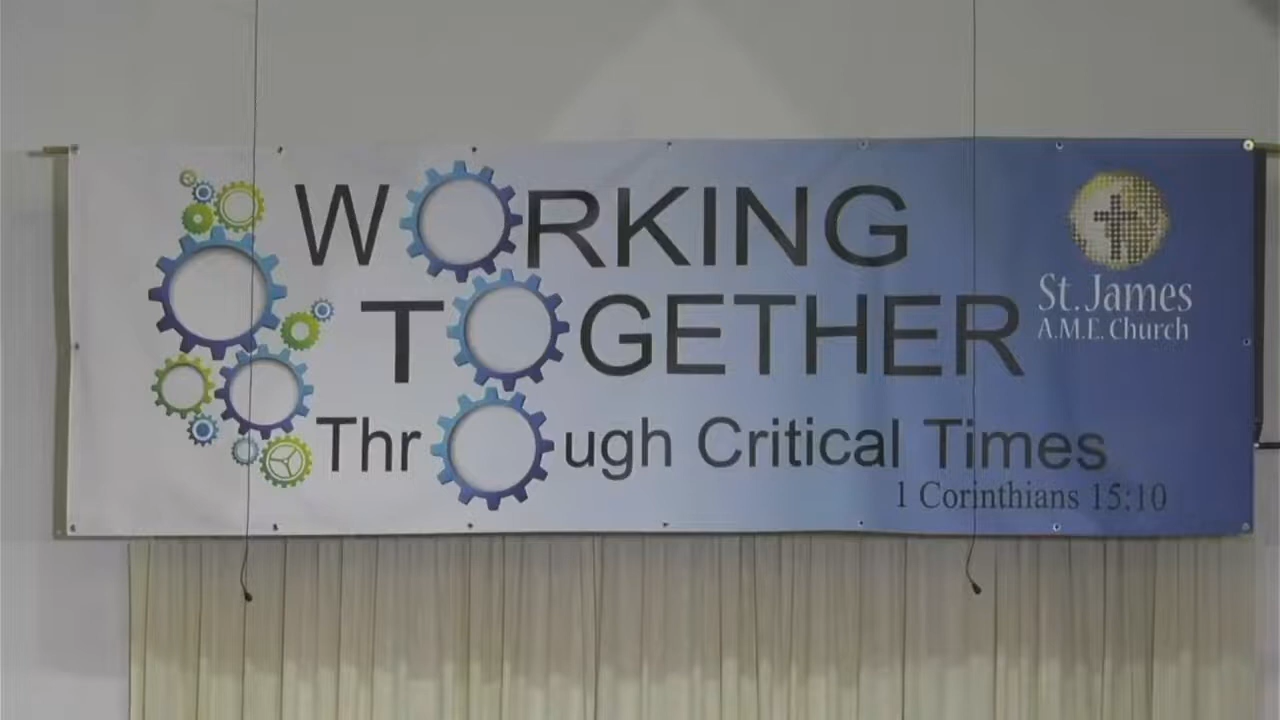 WORKING
TOGETHER
Through Critical Times
1 Corinthians 15:10
St. James
A.M.E. Church